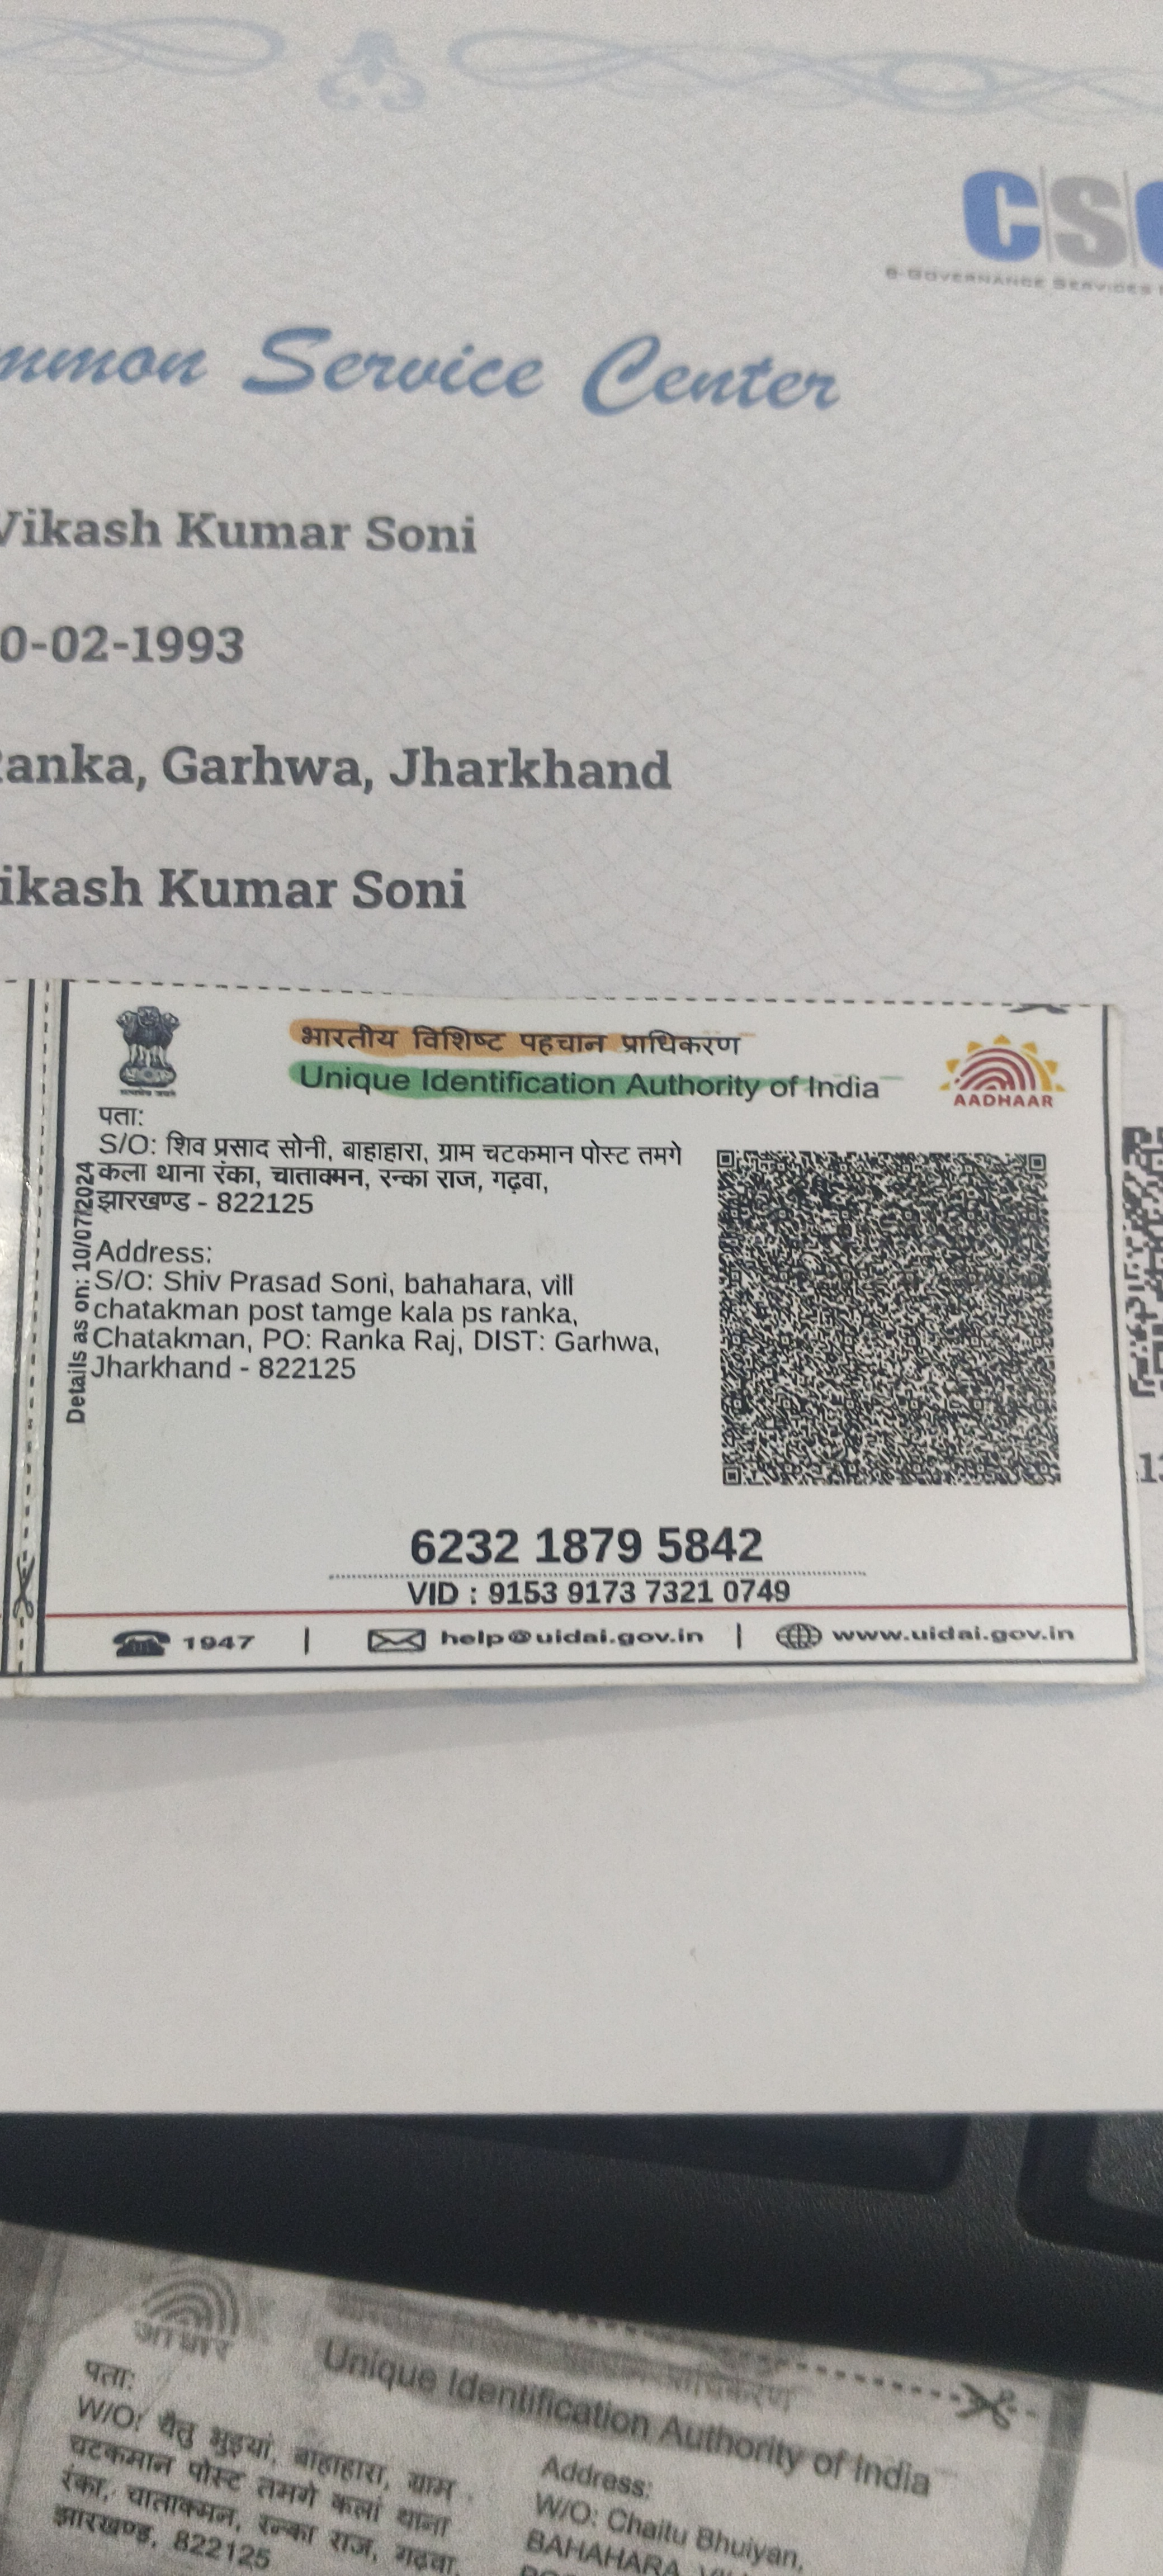 CSC
e-Governance Services
Service Center
Vikash Kumar Soni
0-02-1993
Garhwa, Jharkhand
Kumar Soni
भारतीय विशिष्ट पहचान प्राधिकरण
Unique Identification Authority of India
AADHAAR
पता:
S/O: शिव प्रसाद सोनी, बाहाहारा, ग्राम चटकमान पोस्ट तमगे
कला थाना रंका, चाताक्मन, रन्का राज, गढ़वा,
झारखण्ड - 822125
Details as on: 10/07/2024
Address:
S/O: Shiv Prasad Soni, bahahara, vill
chatakman post tamge kala ps ranka,
Chatakman, PO: Ranka Raj, DIST: Garhwa,
Jharkhand - 822125
6232 1879 5842
VID : 9153 9173 7321 0749
1947 | help@uidai.gov.in | www.uidai.gov.in
आधार
Unique Identification Authority of India
पता:
W/O: चैतु भुइयां, बाहाहारा, ग्राम
चटकमान पोस्ट तमगे कलां थाना
रंका, चाताक्मन, रन्का राज, गढ़वा,
झारखण्ड, 822125
Address:
W/O: Chaitu Bhuiyan,
BAHAHARA,